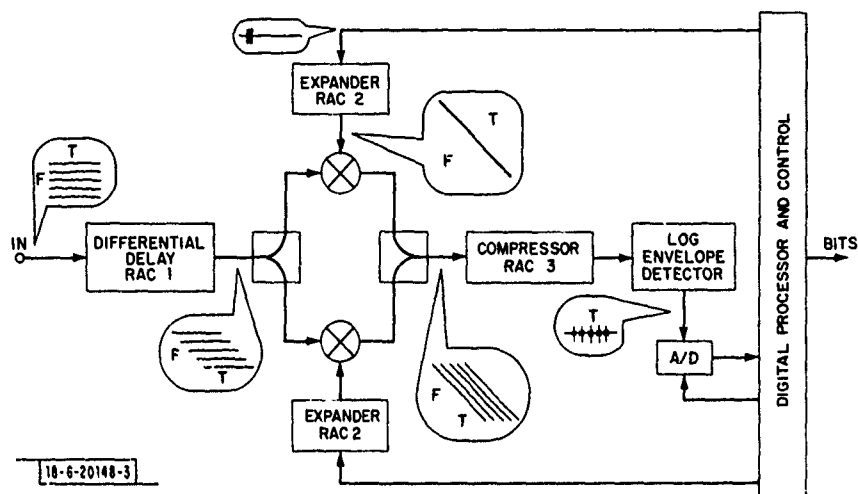 EXPANDER
RAC 2
T
F
T
F
IN
DIFFERENTIAL
DELAY
RAC 1
COMPRESSOR
RAC 3
LOG
ENVELOPE
DETECTOR
DIGITAL PROCESSOR AND CONTROL
BITS
T
F
T
F
T
A/D
EXPANDER
RAC 2
18-6-20148-3